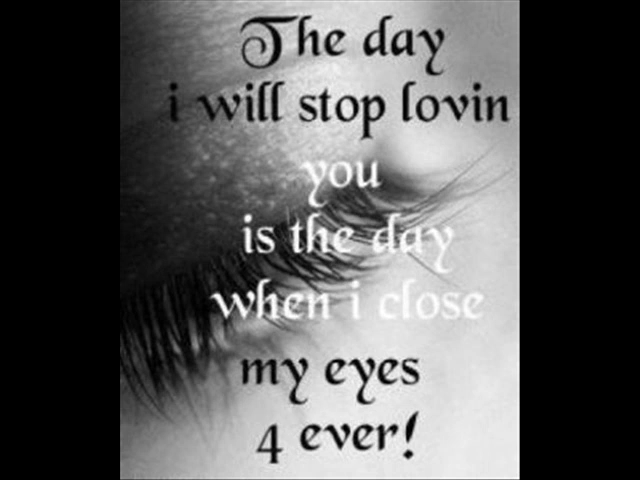 The day
i will stop lovin
you
is the day
when i close
my eyes
4 ever!